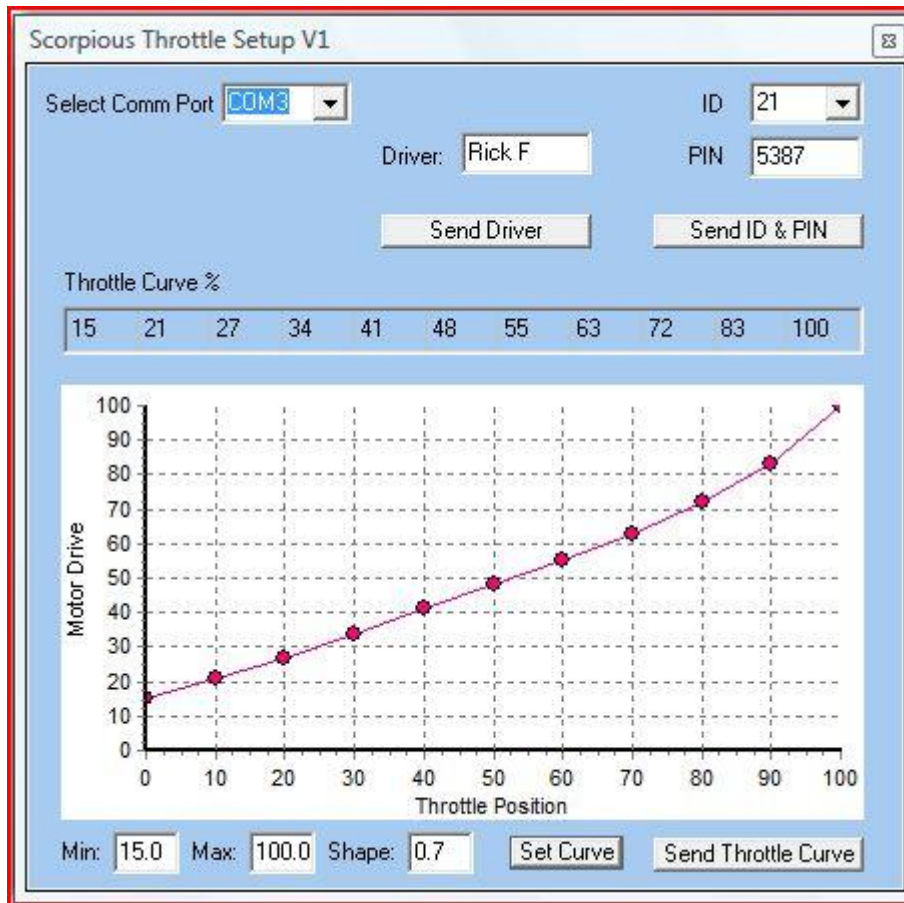 Scorpious Throttle Setup V1
Select Comm Port COM3 ID 21
Driver: Rick F PIN 5387
Send Driver Send ID & PIN
Throttle Curve %
15 21 27 34 41 48 55 63 72 83 100
100
90
80
70
60
50
40
30
20
10
0
Motor Drive
0 10 20 30 40 50 60 70 80 90 100
Throttle Position
Min: 15.0 Max: 100.0 Shape: 0.7 Set Curve Send Throttle Curve